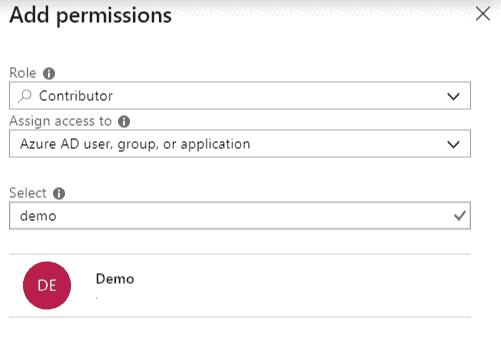 Add permissions
Role
Contributor
Assign access to
Azure AD user, group, or application
Select
demo
DE
Demo
.